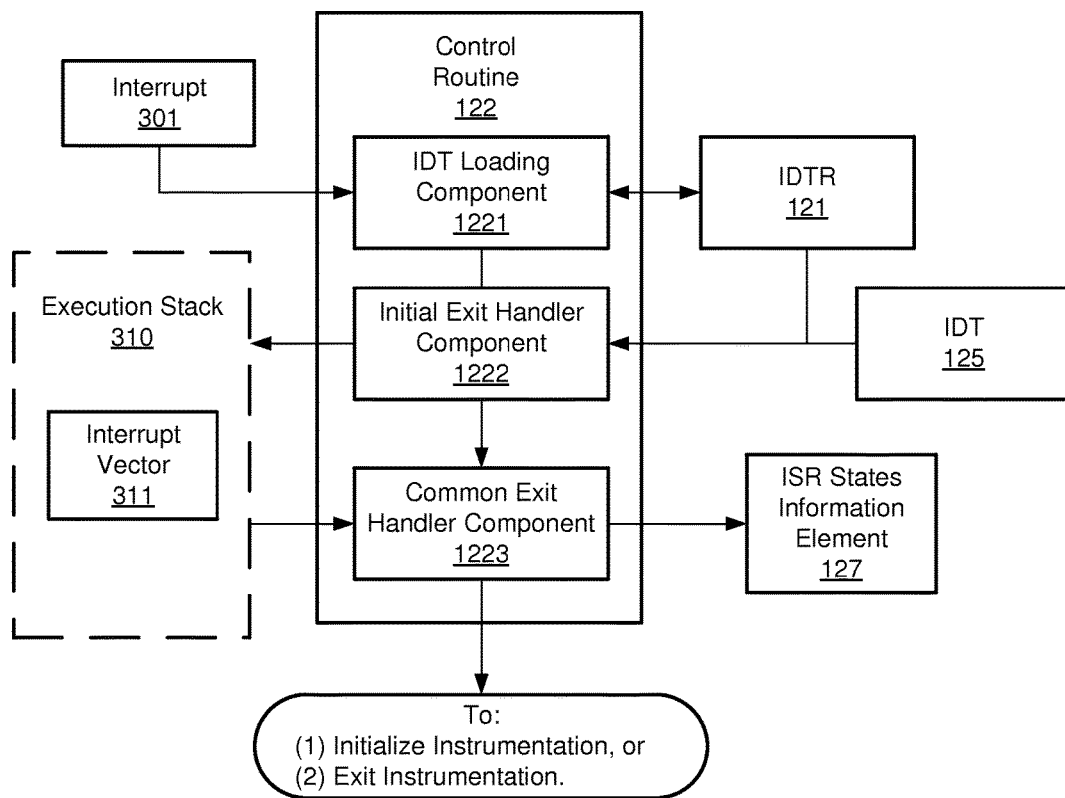 Control
Routine
122
Interrupt
301
IDT Loading
Component
1221
IDTR
121
Execution Stack
310
Initial Exit Handler
Component
1222
IDT
125
Interrupt
Vector
311
Common Exit
Handler Component
1223
ISR States
Information
Element
127
To:
(1) Initialize Instrumentation, or
(2) Exit Instrumentation.